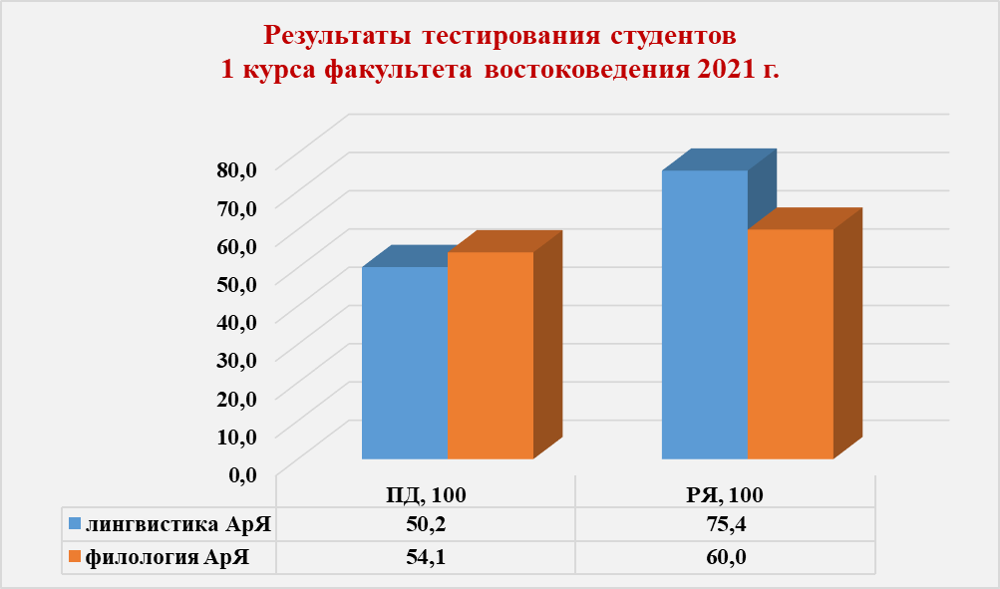 Результаты тестирования студентов
1 курса факультета востоковедения 2021 г.
80,0
70,0
60,0
50,0
40,0
30,0
20,0
10,0
0,0
ПД, 100 РЯ, 100
лингвистика АрЯ 50,2 75,4
филология АрЯ 54,1 60,0